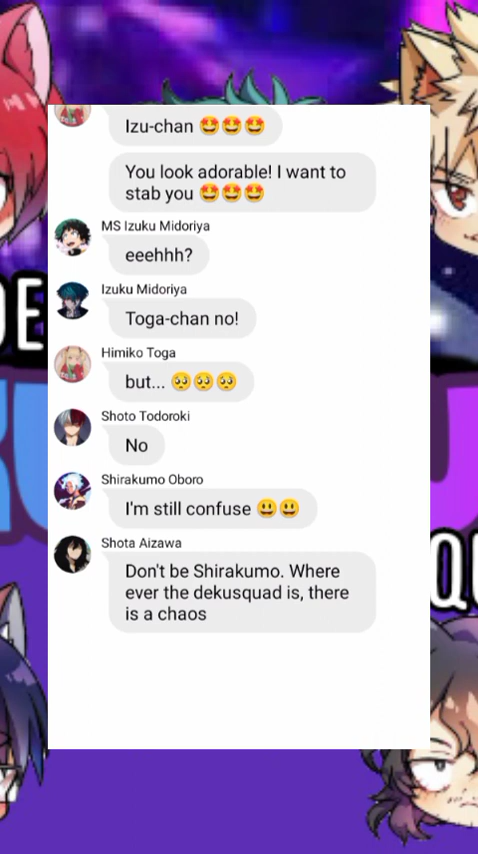 Izu-chan 🤩🤩🤩
You look adorable! I want to
stab you 🤩🤩🤩
MS Izuku Midoriya
eeehhh?
Izuku Midoriya
Toga-chan no!
Himiko Toga
but... 🥺🥺🥺
Shoto Todoroki
No
Shirakumo Oboro
I'm still confuse 😃😃
Shota Aizawa
Don't be Shirakumo. Where
ever the dekusquad is, there
is a chaos